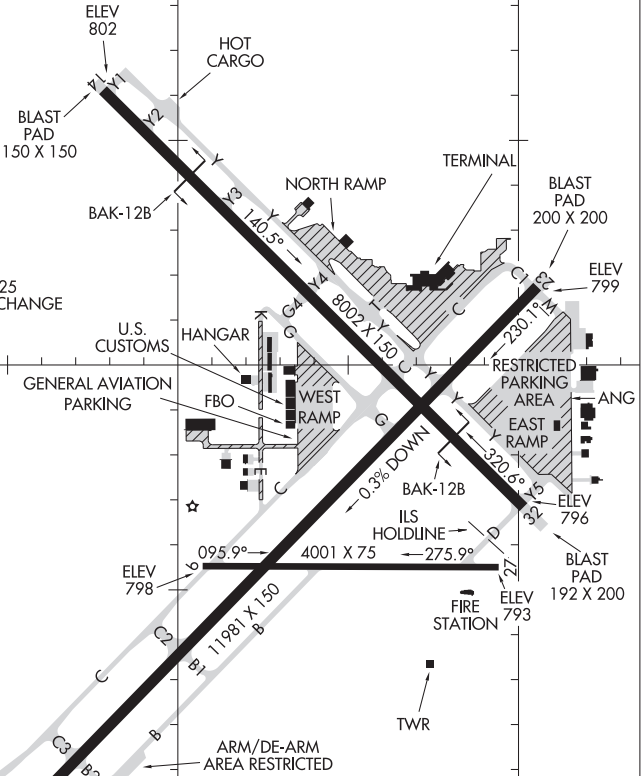 ELEV
802
HOT
CARGO
14
Y1
BLAST
PAD
150 X 150
Y2
Y
TERMINAL
BAK-12B
Y3
NORTH RAMP
BLAST
PAD
200 X 200
140.5°
Y
C1
23
ELEV
799
25
CHANGE
G4
Y4
8002 X 150
Y
C
W
230.1°
U.S.
CUSTOMS
HANGAR
K
G
C
Y
RESTRICTED
PARKING
AREA
GENERAL AVIATION
PARKING
FBO
WEST
RAMP
G
Y
ANG
EAST
RAMP
Y
E
C
0.3% DOWN
BAK-12B
320.6°
Y5
32
ELEV
796
ILS
HOLDLINE
D
BLAST
PAD
192 X 200
ELEV
798
9
095.9°
4001 X 75
275.9°
27
ELEV
793
FIRE
STATION
11981 X 150
B
C2
B1
C
TWR
C3
B
B2
ARM/DE-ARM
AREA RESTRICTED